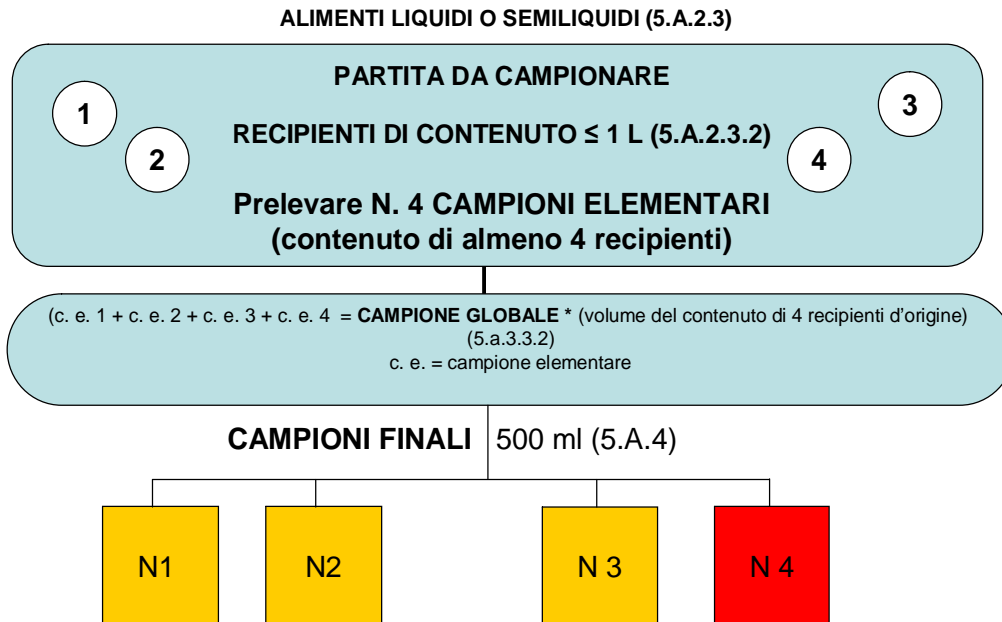 ALIMENTI LIQUIDI O SEMILIQUIDI (5.A.2.3)
PARTITA DA CAMPIONARE
1
3
RECIPIENTI DI CONTENUTO ≤ 1 L (5.A.2.3.2)
2
4
Prelevare N. 4 CAMPIONI ELEMENTARI
(contenuto di almeno 4 recipienti)
(c. e. 1 + c. e. 2 + c. e. 3 + c. e. 4 = CAMPIONE GLOBALE * (volume del contenuto di 4 recipienti d'origine)
(5.a.3.3.2)
c. e. = campione elementare
CAMPIONI FINALI 500 ml (5.A.4)
N1
N2
N 3
N 4